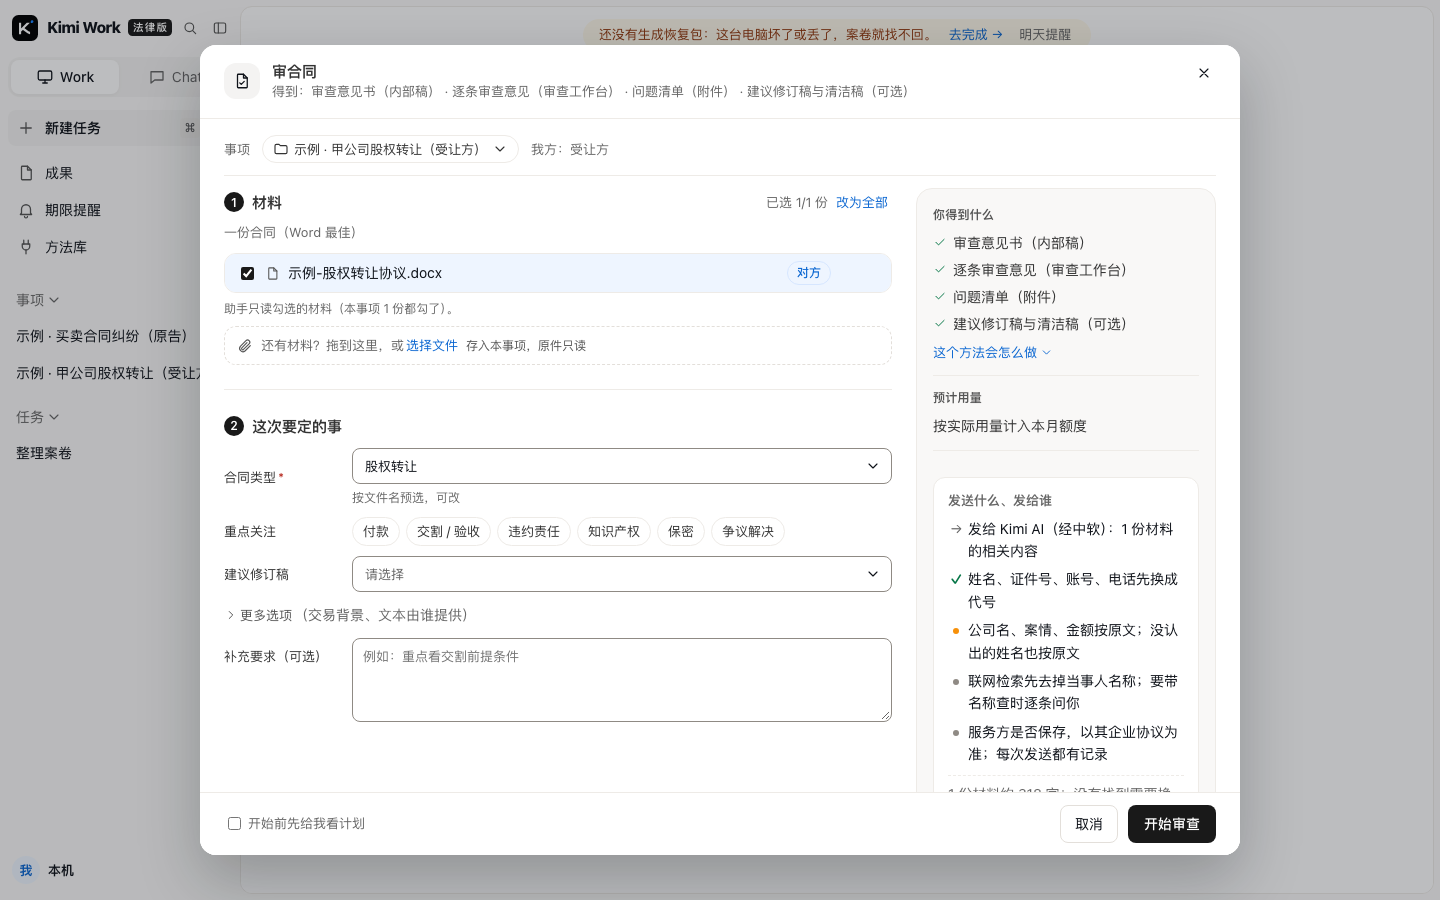 Kimi Work 法律版
还没有生成恢复包：这台电脑坏了或丢了，案卷就找不回。 去完成 → 明天提醒
Work
Chat
新建任务 ⌘
成果
期限提醒
方法库
事项
示例 · 买卖合同纠纷（原告）
示例 · 甲公司股权转让（受让
任务
整理案卷
我 本机
审合同
得到：审查意见书（内部稿） · 逐条审查意见（审查工作台） · 问题清单（附件） · 建议修订稿与清洁稿（可选）
事项 示例 · 甲公司股权转让（受让方） 我方：受让方
1 材料 已选 1/1 份 改为全部
一份合同（Word 最佳）
示例-股权转让协议.docx 对方
助手只读勾选的材料（本事项 1 份都勾了）。
还有材料？拖到这里，或 选择文件 存入本事项，原件只读
2 这次要定的事
合同类型 * 股权转让
按文件名预选，可改
重点关注 付款 交割 / 验收 违约责任 知识产权 保密 争议解决
建议修订稿 请选择
更多选项 （交易背景、文本由谁提供）
补充要求（可选） 例如：重点看交割前提条件
你得到什么
审查意见书（内部稿）
逐条审查意见（审查工作台）
问题清单（附件）
建议修订稿与清洁稿（可选）
这个方法会怎么做
预计用量
按实际用量计入本月额度
发送什么、发给谁
→ 发给 Kimi AI（经中软）：1 份材料
的相关内容
姓名、证件号、账号、电话先换成
代号
公司名、案情、金额按原文；没认
出的姓名也按原文
联网检索先去掉当事人名称；要带
名称查时逐条问你
服务方是否保存，以其企业协议为
准；每次发送都有记录
开始前先给我看计划
取消 开始审查